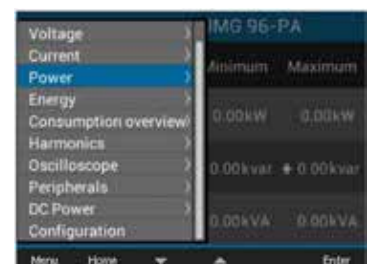 IMG 96-PA
Voltage
Current
Power
Energy
Consumption overview
Harmonics
Oscilloscope
Peripherals
DC Power
Configuration
Minimum Maximum
0.00kW 0.00kW
0.00kvar 0.00kvar
0.00kVA 0.00kVA
Menu Home Enter